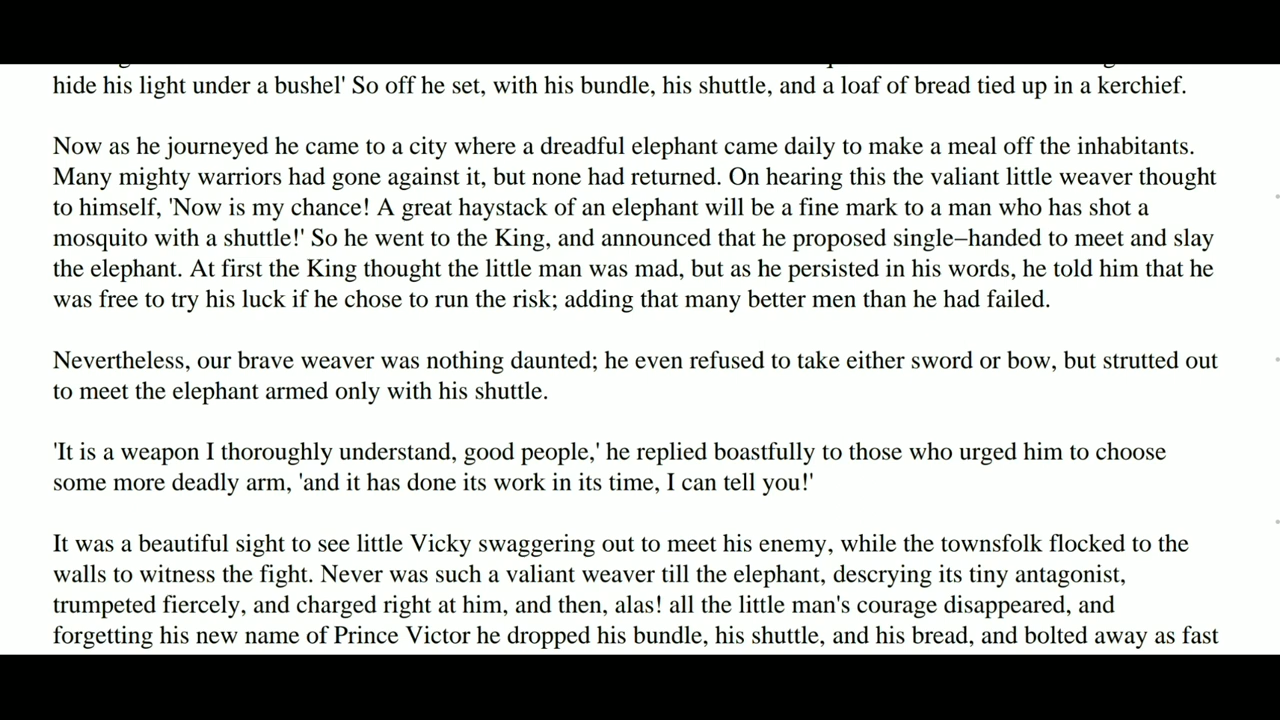 hide his light under a bushel' So off he set, with his bundle, his shuttle, and a loaf of bread tied up in a kerchief.
Now as he journeyed he came to a city where a dreadful elephant came daily to make a meal off the inhabitants.
Many mighty warriors had gone against it, but none had returned. On hearing this the valiant little weaver thought
to himself, 'Now is my chance! A great haystack of an elephant will be a fine mark to a man who has shot a
mosquito with a shuttle!' So he went to the King, and announced that he proposed single–handed to meet and slay
the elephant. At first the King thought the little man was mad, but as he persisted in his words, he told him that he
was free to try his luck if he chose to run the risk; adding that many better men than he had failed.
Nevertheless, our brave weaver was nothing daunted; he even refused to take either sword or bow, but strutted out
to meet the elephant armed only with his shuttle.
'It is a weapon I thoroughly understand, good people,' he replied boastfully to those who urged him to choose
some more deadly arm, 'and it has done its work in its time, I can tell you!'
It was a beautiful sight to see little Vicky swaggering out to meet his enemy, while the townsfolk flocked to the
walls to witness the fight. Never was such a valiant weaver till the elephant, descrying its tiny antagonist,
trumpeted fiercely, and charged right at him, and then, alas! all the little man's courage disappeared, and
forgetting his new name of Prince Victor he dropped his bundle, his shuttle, and his bread, and bolted away as fast